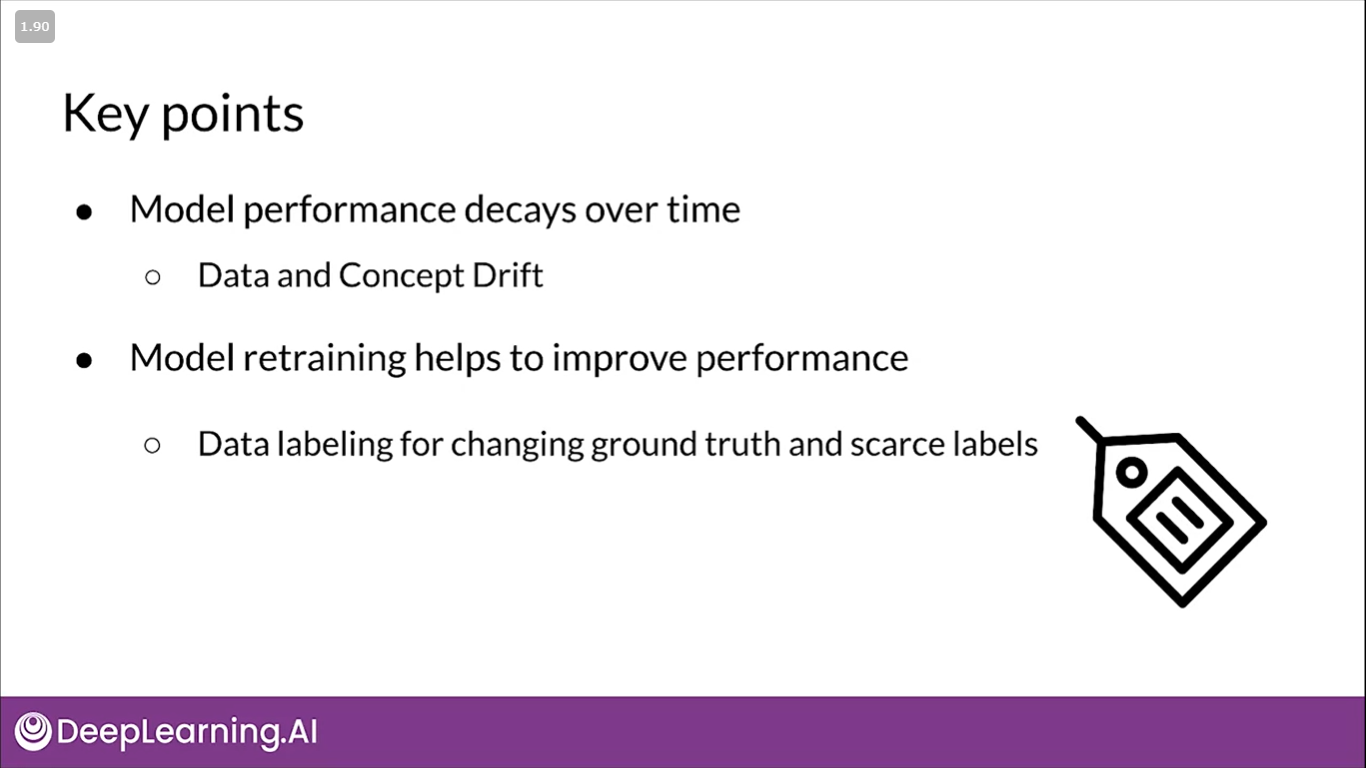 1.90
Key points
● Model performance decays over time
○ Data and Concept Drift
● Model retraining helps to improve performance
○ Data labeling for changing ground truth and scarce labels
DeepLearning.AI